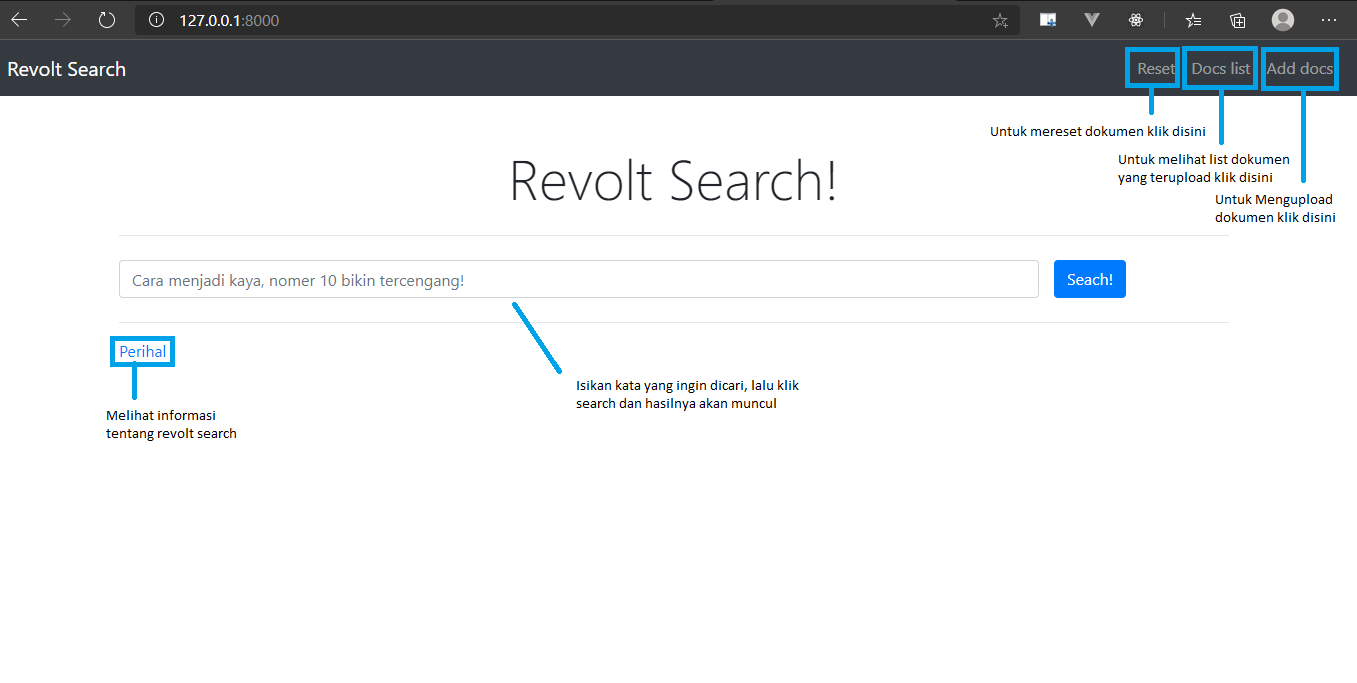 127.0.0.1:8000
Revolt Search
Reset
Docs list
Add docs
Untuk mereset dokumen klik disini
Untuk melihat list dokumen
yang terupload klik disini
Untuk Mengupload
dokumen klik disini
Revolt Search!
Cara menjadi kaya, nomer 10 bikin tercengang!
Seach!
Perihal
Isikan kata yang ingin dicari, lalu klik
search dan hasilnya akan muncul
Melihat informasi
tentang revolt search